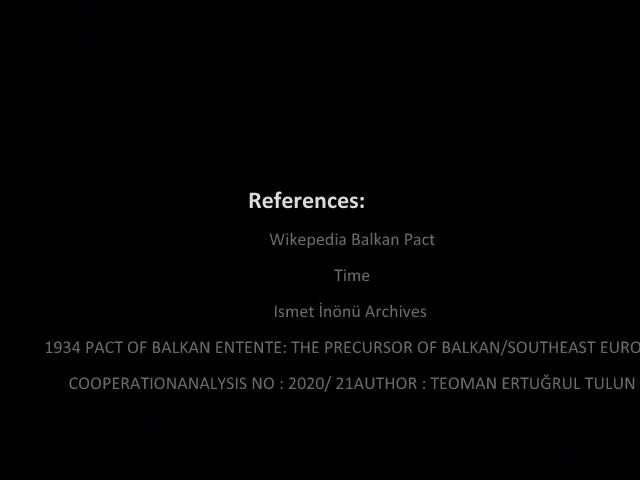 References:
Wikepedia Balkan Pact
Time
Ismet İnönü Archives
1934 PACT OF BALKAN ENTENTE: THE PRECURSOR OF BALKAN/SOUTHEAST EURO
COOPERATIONANALYSIS NO : 2020/ 21AUTHOR : TEOMAN ERTUĞRUL TULUN